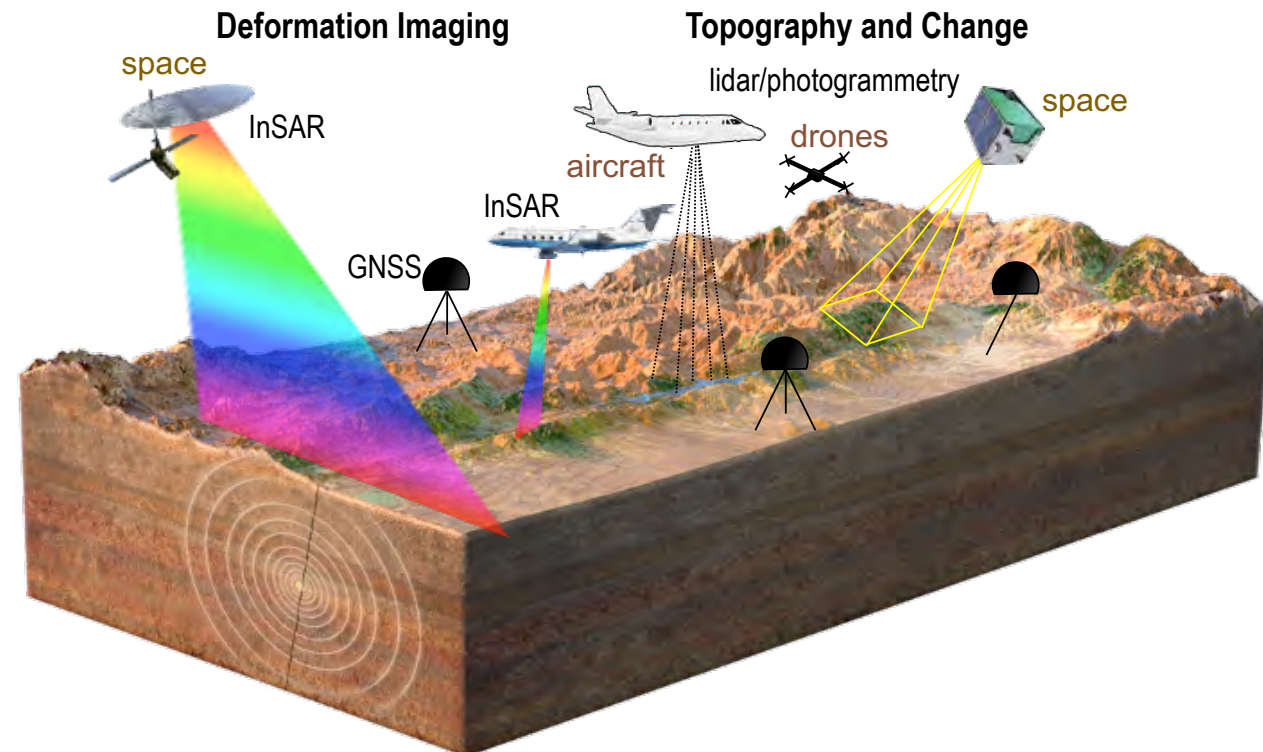 Deformation Imaging
Topography and Change
space
InSAR
lidar/photogrammetry
space
aircraft
drones
InSAR
GNSS